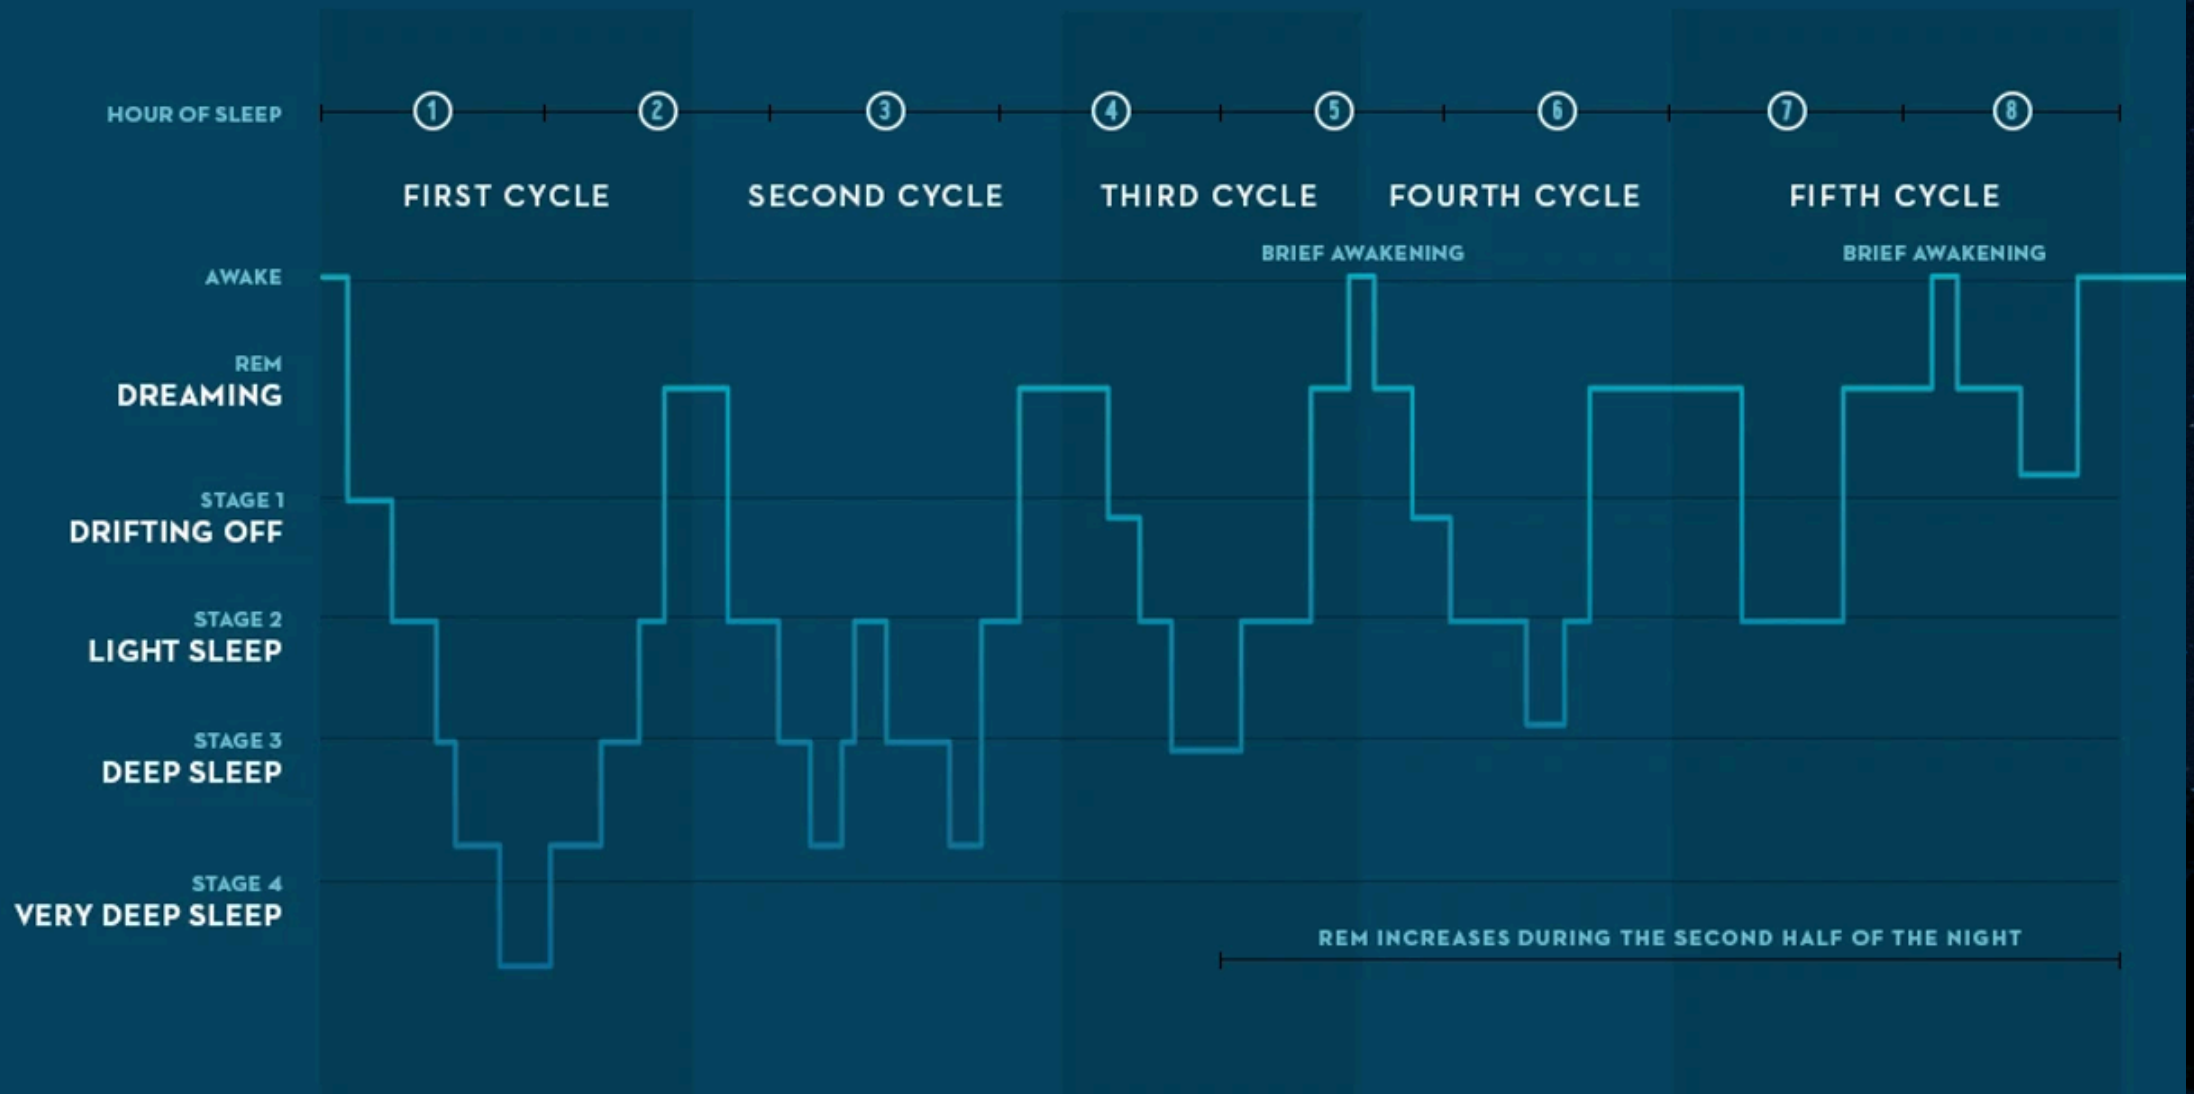 HOUR OF SLEEP 1 2 3 4 5 6 7 8
FIRST CYCLE SECOND CYCLE THIRD CYCLE FOURTH CYCLE FIFTH CYCLE
BRIEF AWAKENING BRIEF AWAKENING
AWAKE
REM
DREAMING
STAGE 1
DRIFTING OFF
STAGE 2
LIGHT SLEEP
STAGE 3
DEEP SLEEP
STAGE 4
VERY DEEP SLEEP
REM INCREASES DURING THE SECOND HALF OF THE NIGHT